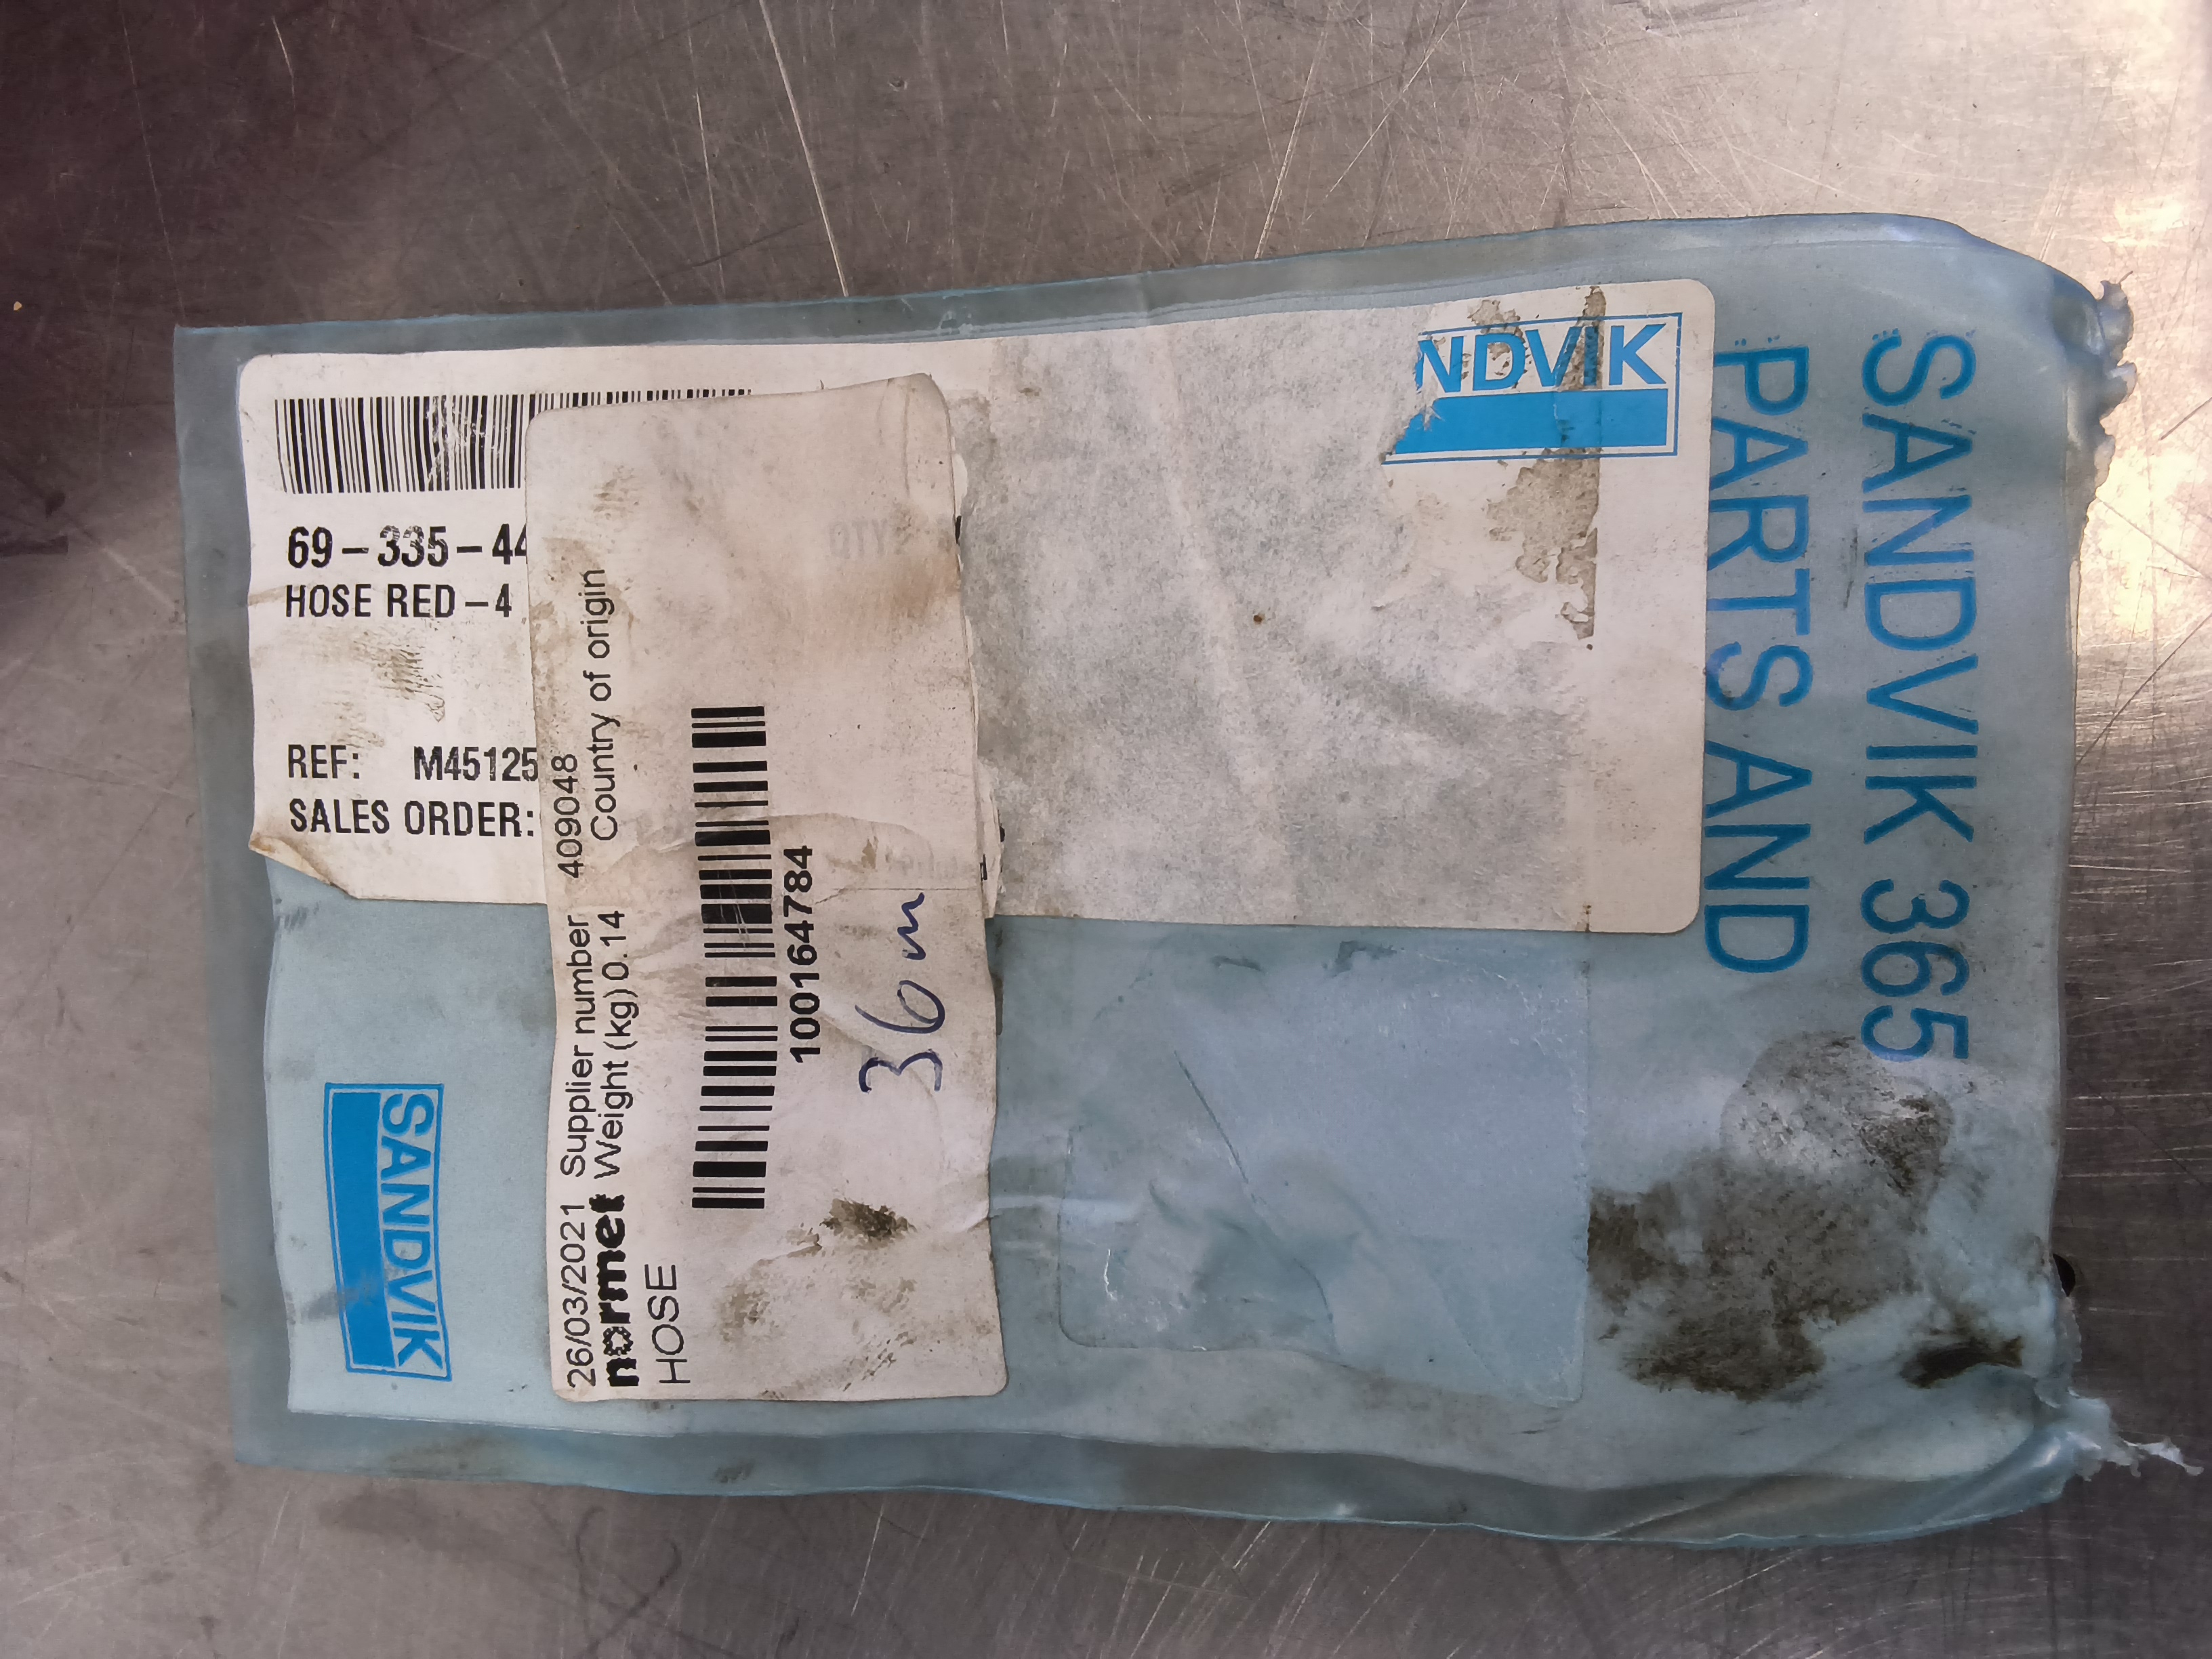 69-335-44
HOSE RED-4
REF: M45125
SALES ORDER:
NDVIK
SANDVIK 365
PARTS AND
SANDVIK
26/03/2021 Supplier number 409048
normet Weight (kg) 0.14 Country of origin
HOSE
1001647784
36m